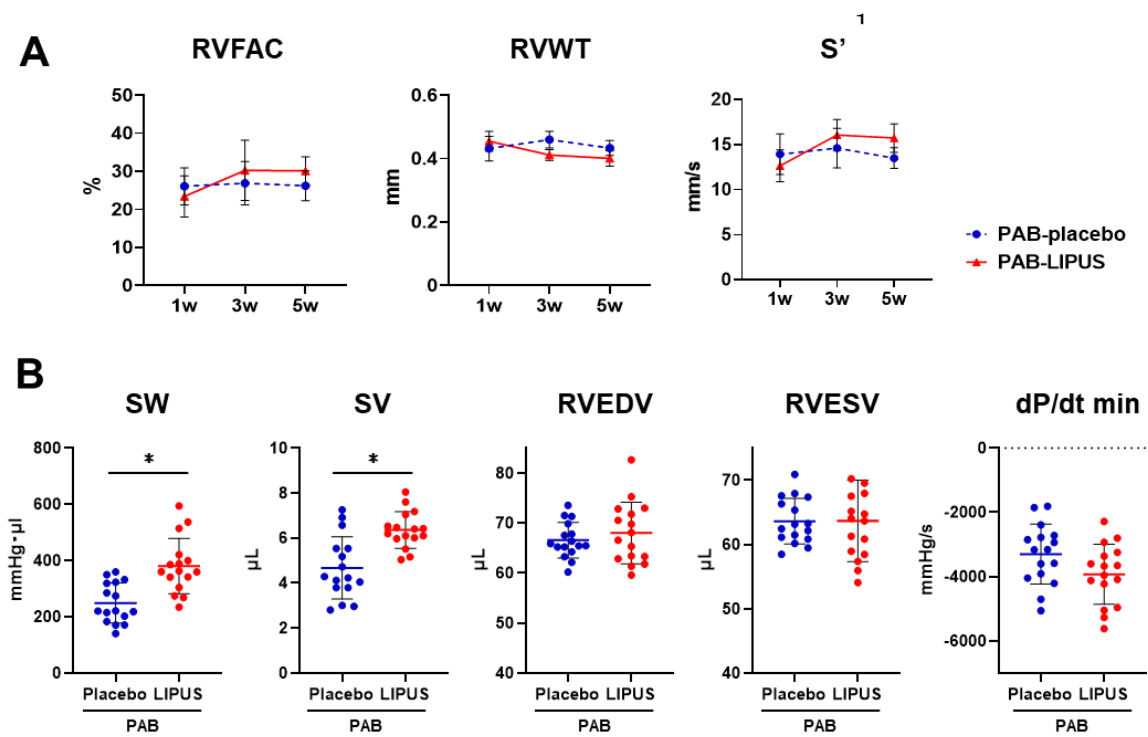 1
A
RVFAC
RVWT
S’
50
40
30
20
10
0
%
1w 3w 5w
0.6
0.4
0.2
0
mm
1w 3w 5w
20
15
10
5
0
mm/s
1w 3w 5w
PAB-placebo
PAB-LIPUS
B
SW
SV
RVEDV
RVESV
dP/dt min
800
600
400
200
0
mmHg-µl
*
Placebo LIPUS
PAB
10
8
6
4
2
0
µL
*
Placebo LIPUS
PAB
80
70
60
50
40
µL
Placebo LIPUS
PAB
70
60
50
40
µL
Placebo LIPUS
PAB
0
-2000
-4000
-6000
mmHg/s
Placebo LIPUS
PAB